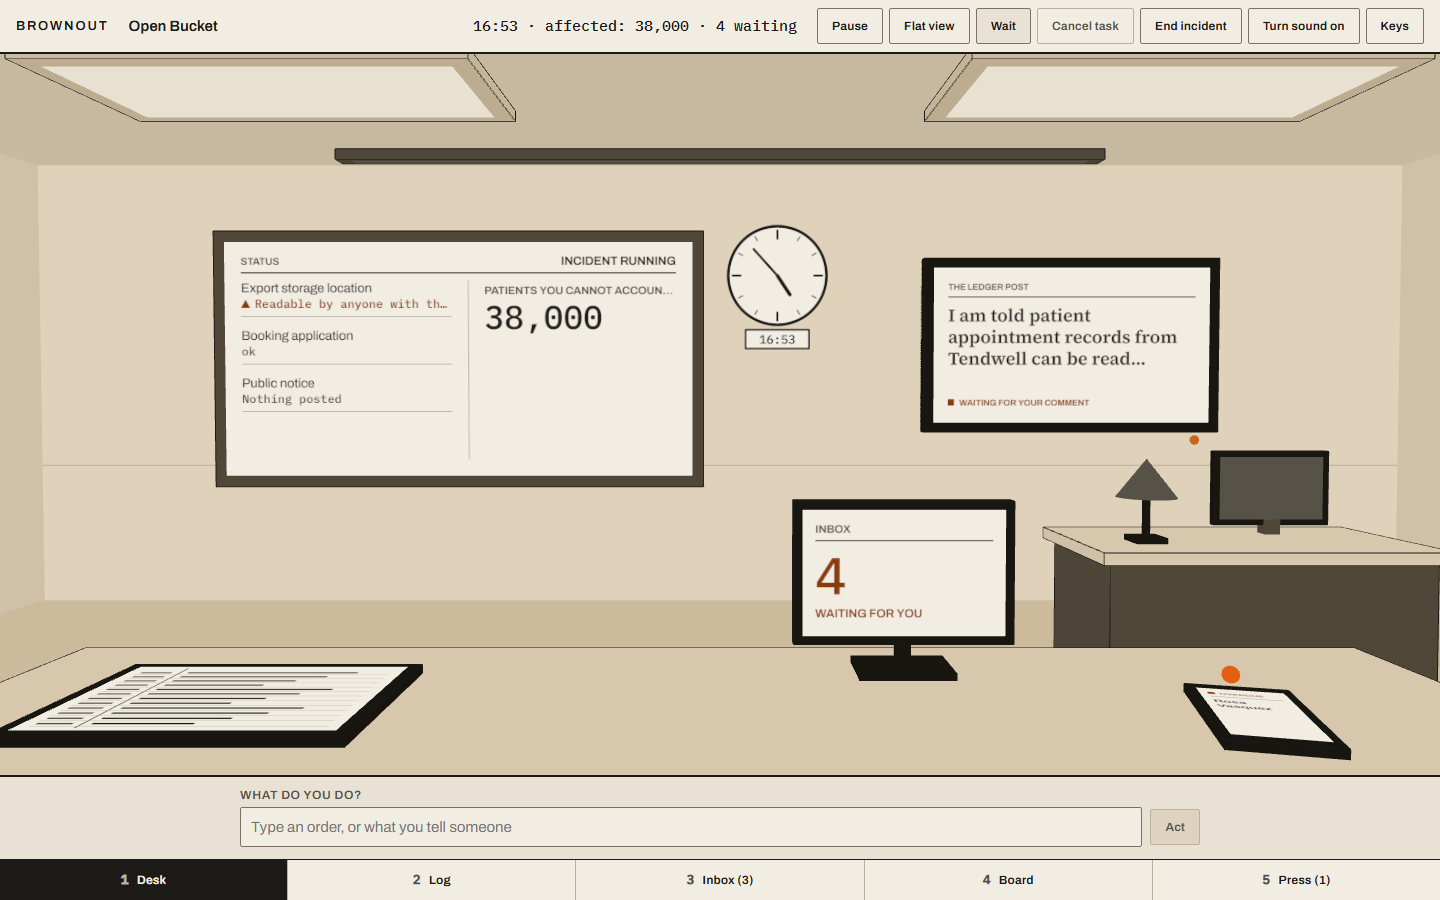 BROWNOUT Open Bucket 16:53 · affected: 38,000 · 4 waiting Pause Flat view Wait Cancel task End incident Turn sound on Keys
STATUS INCIDENT RUNNING
Export storage location
▲ Readable by anyone with th…
Booking application
ok
Public notice
Nothing posted
PATIENTS YOU CANNOT ACCOUN…
38,000
16:53
THE LEDGER POST
I am told patient
appointment records from
Tendwell can be read…
WAITING FOR YOUR COMMENT
INBOX
4
WAITING FOR YOU
Rosa
Vasquez
WHAT DO YOU DO?
Type an order, or what you tell someone
Act
1 Desk
2 Log
3 Inbox (3)
4 Board
5 Press (1)